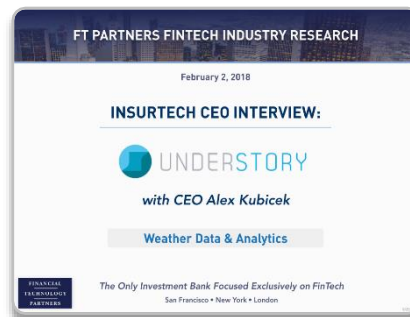 FT PARTNERS FINTECH INDUSTRY RESEARCH
February 2, 2018
INSURTECH CEO INTERVIEW:
UNDERSTORY
with CEO Alex Kubicek
Weather Data & Analytics
FINANCIAL
TECHNOLOGY
PARTNERS
The Only Investment Bank Focused Exclusively on FinTech
San Francisco • New York • London